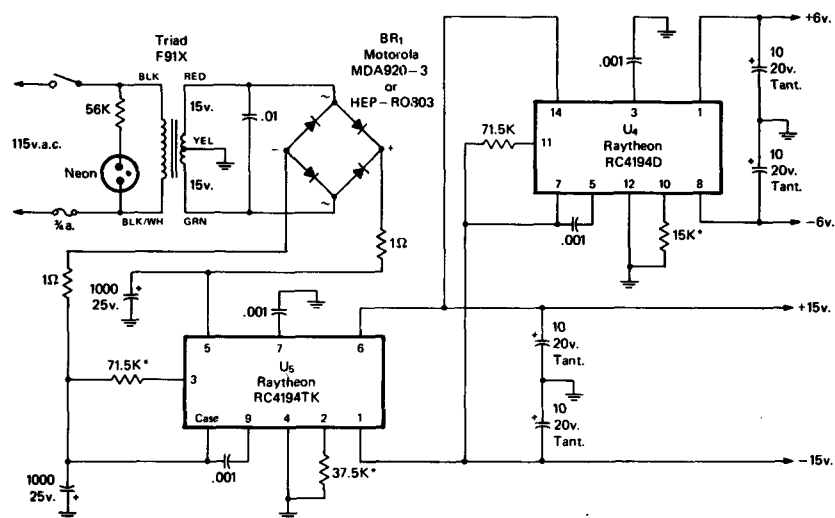 Triad
F91X
BR1
Motorola
MDA920-3
or
HEP-RO803
BLK
RED
15v.
56K
.01
~
115v.a.c.
YEL
-
+
Neon
15v.
~
¾a.
BLK/WH
GRN
1Ω
1Ω
1000
25v.
+
.001
5
7
6
71.5K*
3
U5
Raytheon
RC4194TK
Case
9
4
2
1
.001
37.5K*
1000
25v.
+
+6v.
.001
14
3
1
71.5K
11
U4
Raytheon
RC4194D
7
5
12
10
8
.001
15K*
+
10
20v.
Tant.
+
10
20v.
Tant.
-6v.
+15v.
+
10
20v.
Tant.
+
10
20v.
Tant.
-15v.